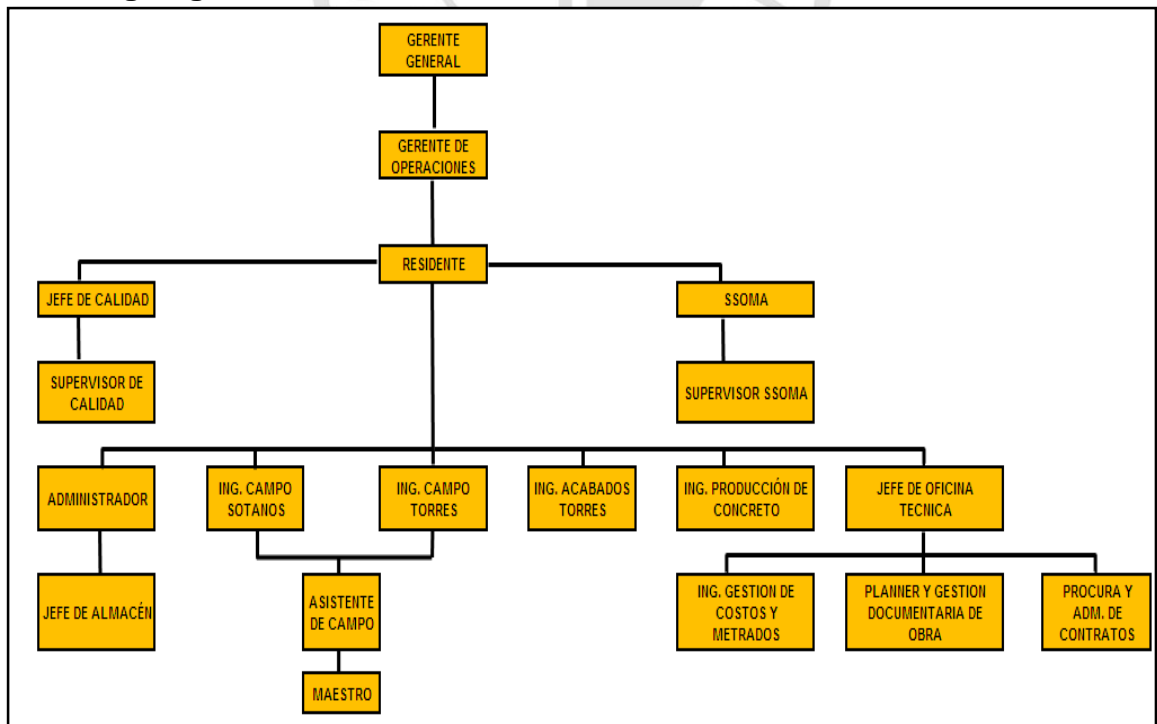 GERENTE
GENERAL
GERENTE DE
OPERACIONES
RESIDENTE
JEFE DE CALIDAD
SSOMA
SUPERVISOR DE
CALIDAD
SUPERVISOR SSOMA
ADMINISTRADOR
ING. CAMPO
SOTANOS
ING. CAMPO
TORRES
ING. ACABADOS
TORRES
ING. PRODUCCIÓN DE
CONCRETO
JEFE DE OFICINA
TECNICA
JEFE DE ALMACÉN
ASISTENTE
DE CAMPO
ING. GESTION DE
COSTOS Y
METRADOS
PLANNER Y GESTION
DOCUMENTARIA DE
OBRA
PROCURA Y
ADM. DE
CONTRATOS
MAESTRO